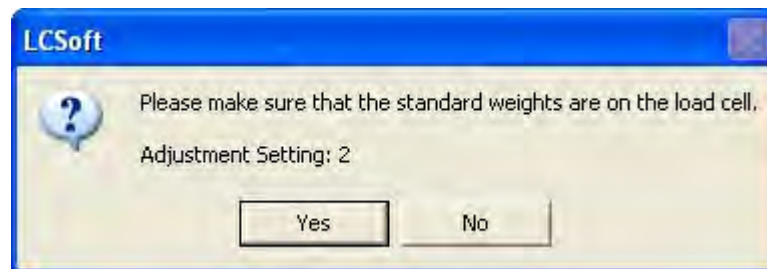 LCSoft
Please make sure that the standard weights are on the load cell.
Adjustment Setting: 2
Yes
No